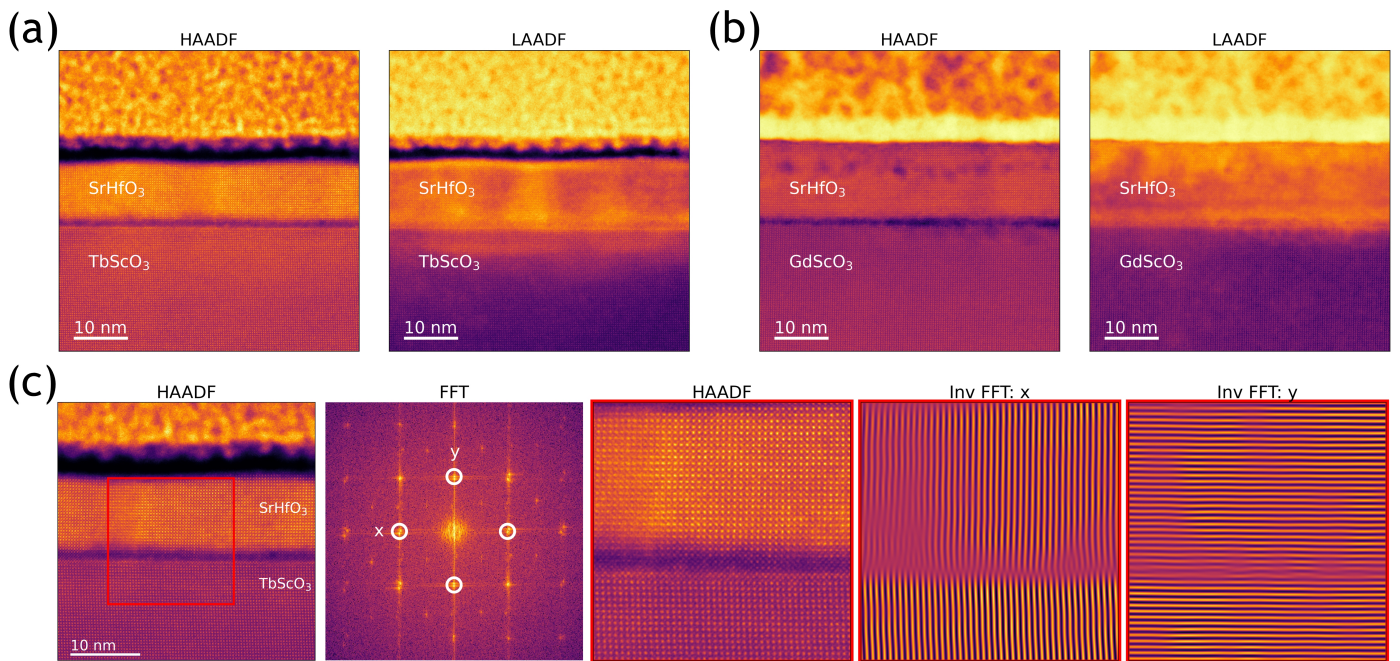 (a)
HAADF
LAADF
SrHfO₃
SrHfO₃
TbScO₃
TbScO₃
10 nm
10 nm
(b)
HAADF
LAADF
SrHfO₃
SrHfO₃
GdScO₃
GdScO₃
10 nm
10 nm
(c)
HAADF
FFT
HAADF
Inv FFT: x
Inv FFT: y
SrHfO₃
TbScO₃
10 nm
y
x